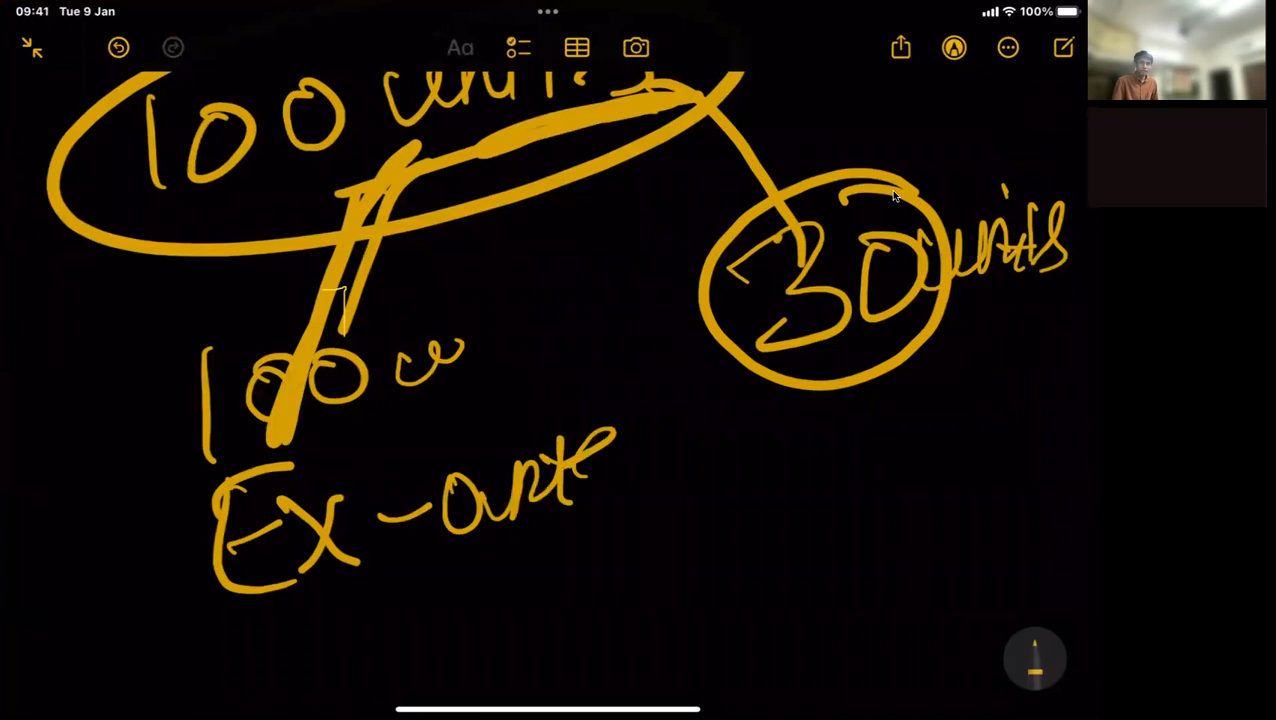 09:41 Tue 9 Jan
100%
Aa
100 units
30 units
100 u
Ex-ante